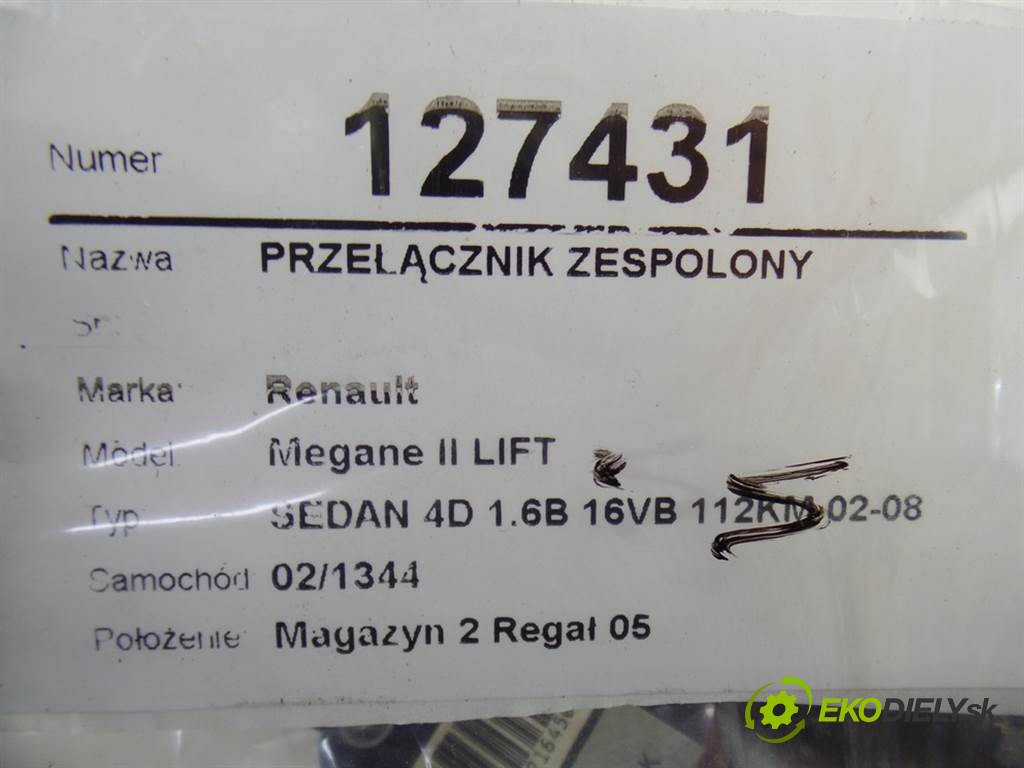 Numer 127431
Nazwa PRZEŁĄCZNIK ZESPOLONY
Marka Renault
Model Megane II LIFT
Typ SEDAN 4D 1.6B 16VB 112KM 02-08
Samochód 02/1344
Położenie Magazyn 2 Regał 05
EKODIELY.sk